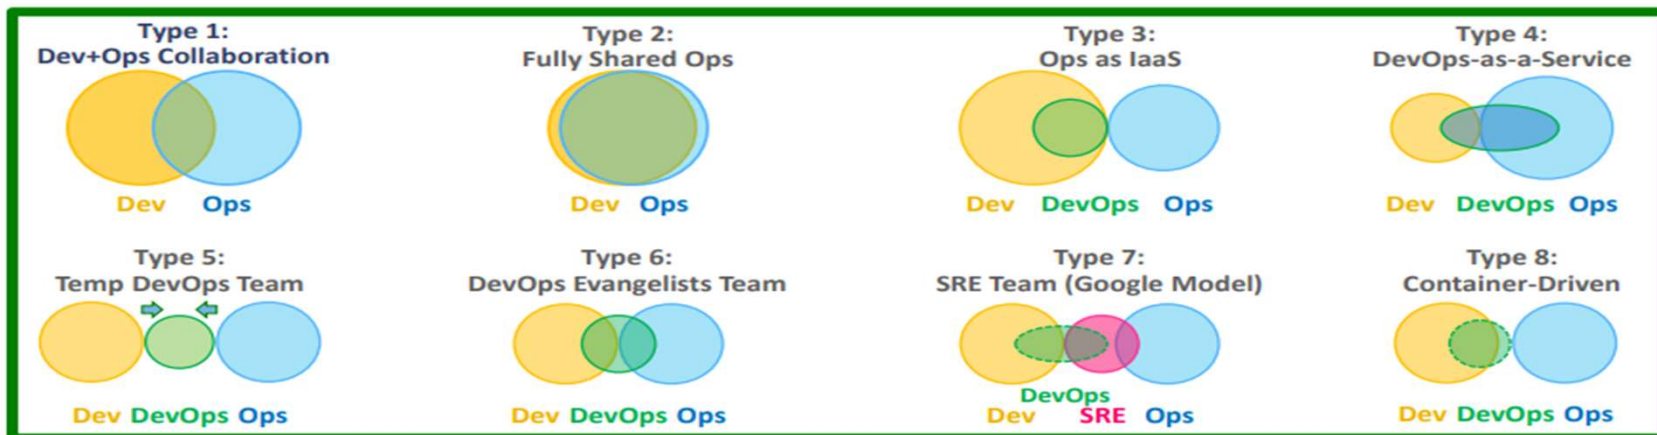 Type 1:
Dev+Ops Collaboration
Dev Ops
Type 2:
Fully Shared Ops
Dev Ops
Type 3:
Ops as IaaS
Dev DevOps Ops
Type 4:
DevOps-as-a-Service
Dev DevOps Ops
Type 5:
Temp DevOps Team
Dev DevOps Ops
Type 6:
DevOps Evangelists Team
Dev DevOps Ops
Type 7:
SRE Team (Google Model)
DevOps
Dev SRE Ops
Type 8:
Container-Driven
Dev DevOps Ops